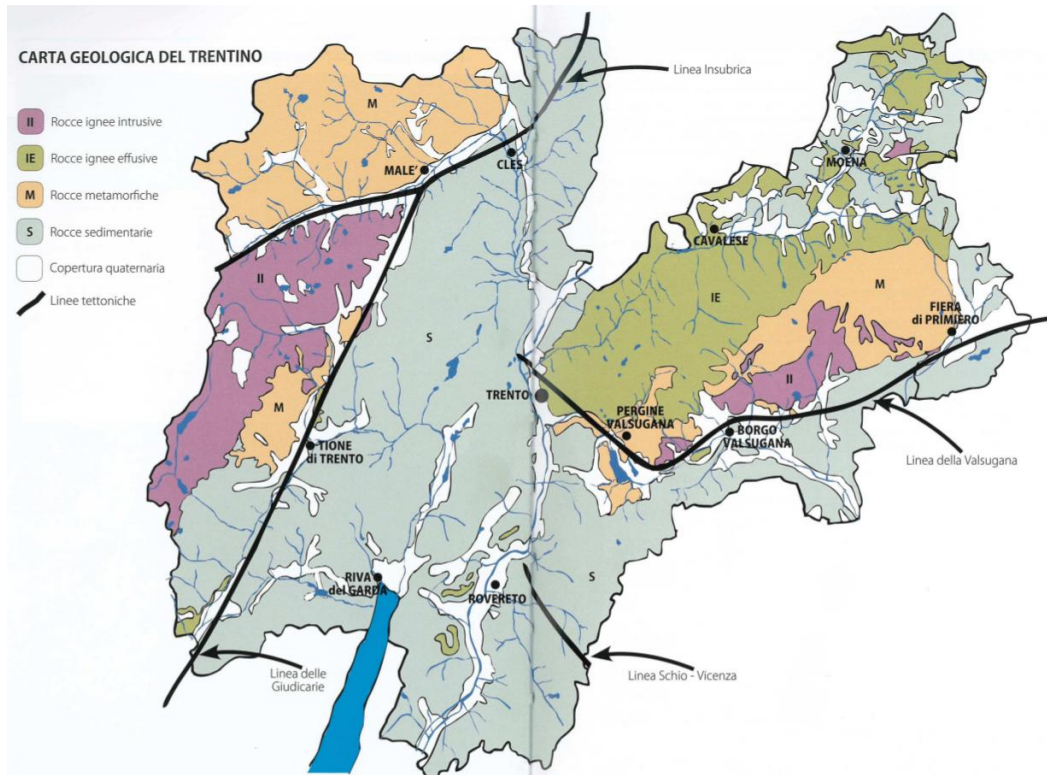 CARTA GEOLOGICA DEL TRENTINO
II Rocce ignee intrusive
IE Rocce ignee effusive
M Rocce metamorfiche
S Rocce sedimentarie
Copertura quaternaria
Linee tettoniche
Linea Insubrica
M
MALE'
CLES
MOENA
II
CAVALESE
IE
M
FIERA
di PRIMIERO
S
II
TRENTO
M
PERGINE
VALSUGANA
BORGO
VALSUGANA
TIONE
di TRENTO
Linea della Valsugana
RIVA
del GARDA
ROVERETO
S
Linea delle
Giudicarie
Linea Schio - Vicenza